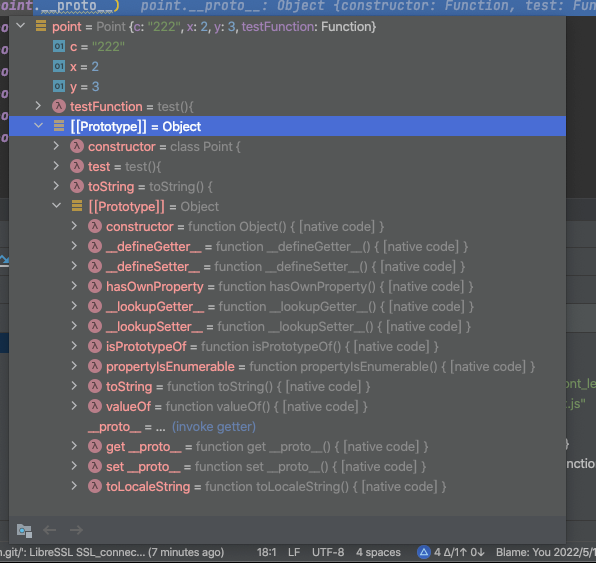 oint.__proto__) point.__proto__: Object {constructor: Function, test: Fun
point = Point {c: "222", x: 2, y: 3, testFunction: Function}
c = "222"
x = 2
y = 3
testFunction = test(){
[[Prototype]] = Object
constructor = class Point {
test = test(){
toString = toString() {
[[Prototype]] = Object
constructor = function Object() { [native code] }
__defineGetter__ = function __defineGetter__() { [native code] }
__defineSetter__ = function __defineSetter__() { [native code] }
hasOwnProperty = function hasOwnProperty() { [native code] }
__lookupGetter__ = function __lookupGetter__() { [native code] }
__lookupSetter__ = function __lookupSetter__() { [native code] }
isPrototypeOf = function isPrototypeOf() { [native code] }
propertyIsEnumerable = function propertyIsEnumerable() { [native code] }
toString = function toString() { [native code] }
valueOf = function valueOf() { [native code] }
__proto__ = ... (invoke getter)
get __proto__ = function get __proto__() { [native code] }
set __proto__ = function set __proto__() { [native code] }
toLocaleString = function toLocaleString() { [native code] }
ont_le
t.js"
}
nction
n.git/': LibreSSL SSL_connec... (7 minutes ago) 18:1 LF UTF-8 4 spaces 4 Δ/1↑ 0↓ Blame: You 2022/5/1